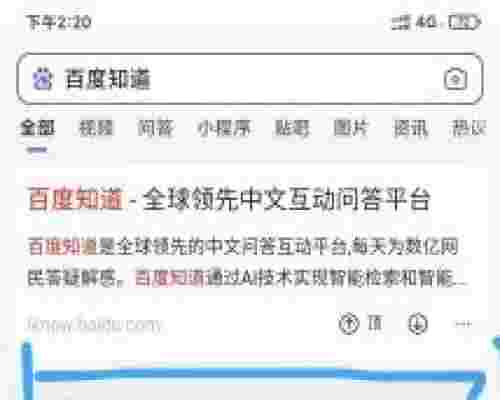 下午2:20
4G
百度知道
全部 视频 问答 小程序 贴吧 图片 资讯 热议
百度知道 - 全球领先中文互动问答平台
百度知道是全球领先的中文问答互动平台,每天为数亿网
民答疑解惑。百度知道通过AI技术实现智能检索和智能...
iknow.baidu.com
顶